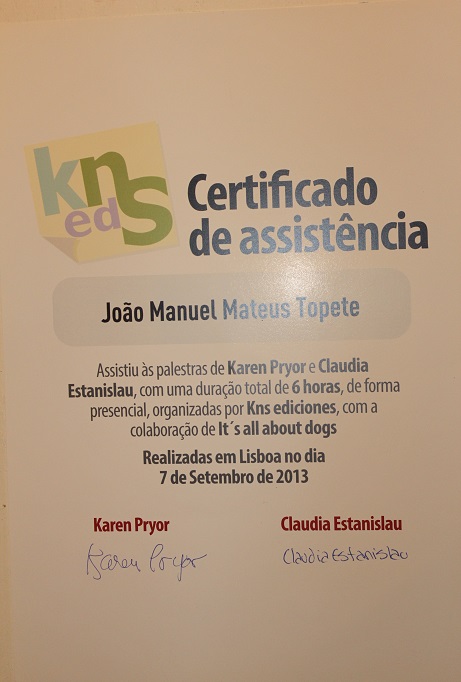 kns
ed
Certificado
de assistência
João Manuel Mateus Topete
Assistiu às palestras de Karen Pryor e Claudia
Estanislau, com uma duração total de 6 horas, de forma
presencial, organizadas por Kns ediciones, com a
colaboração de It´s all about dogs
Realizadas em Lisboa no dia
7 de Setembro de 2013
Karen Pryor Claudia Estanislau
Karen Pryor Claudia Estanislau